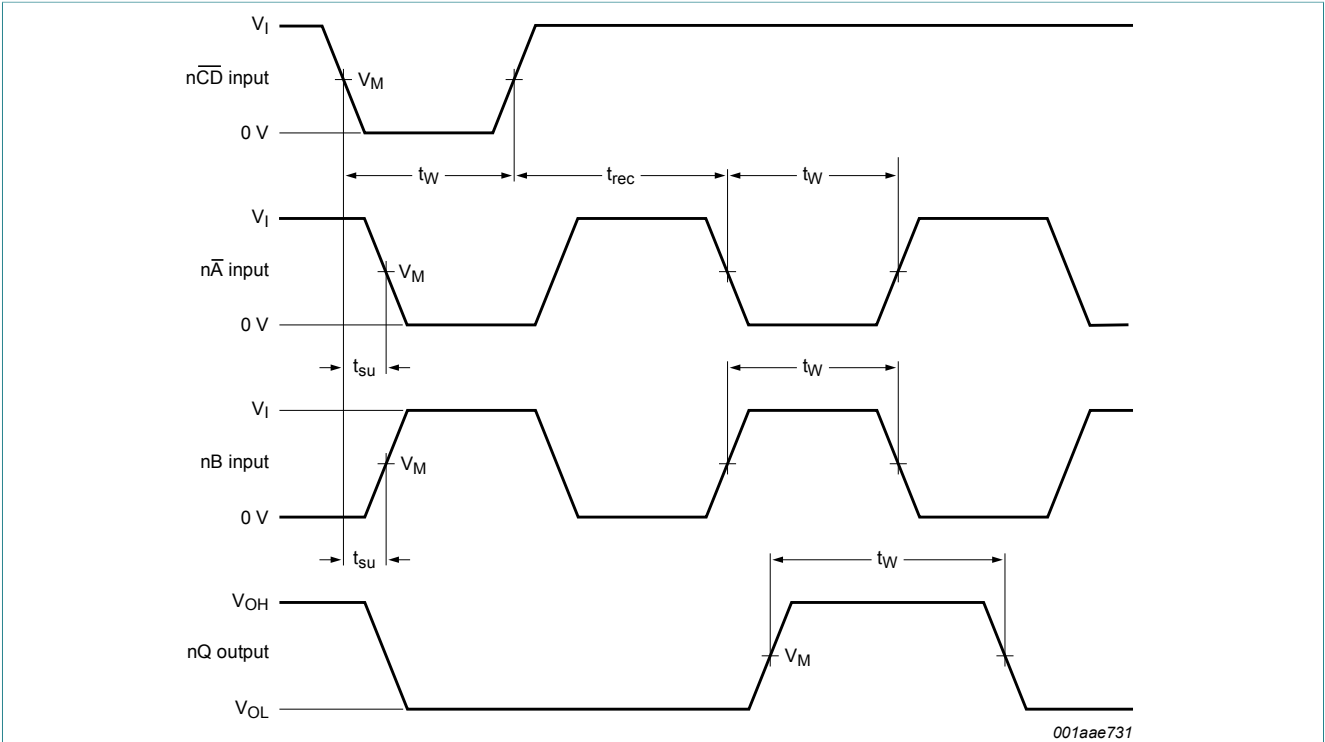 V_I
nC̅D̅ input
V_M
0 V
t_W
t_rec
t_W
V_I
nA̅ input
V_M
0 V
t_su
t_W
V_I
nB input
V_M
0 V
t_su
t_W
V_OH
nQ output
V_M
V_OL
001aae731